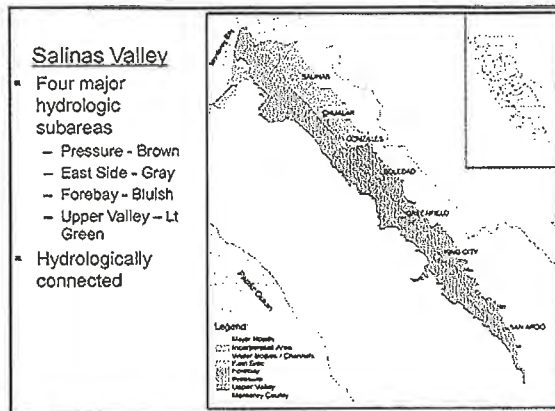 Salinas Valley
▪ Four major
hydrologic
subareas
– Pressure - Brown
– East Side - Gray
– Forebay - Bluish
– Upper Valley – Lt
Green
▪ Hydrologically
connected
SALINAS
CHUALAR
GONZALES
SOLEDAD
GREENFIELD
KING CITY
SAN ARDO
Pacific Ocean
Legend:
Major Roads
Incorporated Area
Water Bodies / Channels
East Side
Forebay
Pressure
Upper Valley
Monterey County